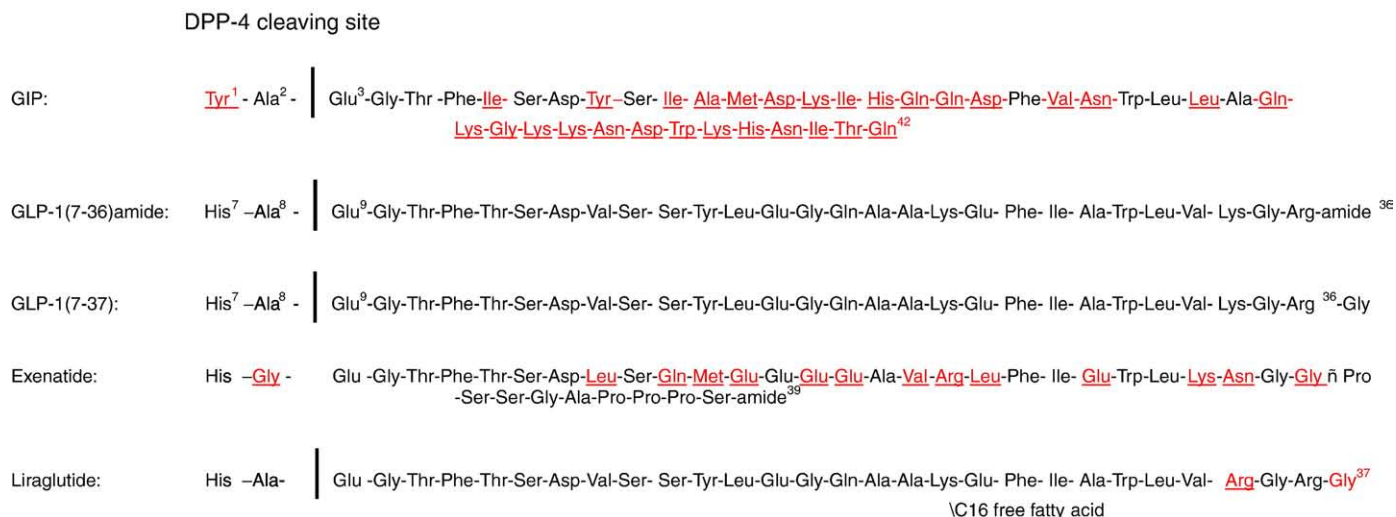 DPP-4 cleaving site
GIP: Tyr1 - Ala2 - Glu3-Gly-Thr -Phe-Ile- Ser-Asp-Tyr–Ser- Ile- Ala-Met-Asp-Lys-Ile- His-Gln-Gln-Asp-Phe-Val-Asn-Trp-Leu-Leu-Ala-Gln-
Lys-Gly-Lys-Lys-Asn-Asp-Trp-Lys-His-Asn-Ile-Thr-Gln42
GLP-1(7-36)amide: His7 –Ala8 - Glu9-Gly-Thr-Phe-Thr-Ser-Asp-Val-Ser- Ser-Tyr-Leu-Glu-Gly-Gln-Ala-Ala-Lys-Glu- Phe- Ile- Ala-Trp-Leu-Val- Lys-Gly-Arg-amide 36
GLP-1(7-37): His7 –Ala8 - Glu9-Gly-Thr-Phe-Thr-Ser-Asp-Val-Ser- Ser-Tyr-Leu-Glu-Gly-Gln-Ala-Ala-Lys-Glu- Phe- Ile- Ala-Trp-Leu-Val- Lys-Gly-Arg 36-Gly
Exenatide: His –Gly - Glu -Gly-Thr-Phe-Thr-Ser-Asp-Leu-Ser-Gln-Met-Glu-Glu-Glu-Glu-Ala-Val-Arg-Leu-Phe- Ile- Glu-Trp-Leu-Lys-Asn-Gly-Gly ñ Pro
-Ser-Ser-Gly-Ala-Pro-Pro-Pro-Ser-amide39
Liraglutide: His –Ala- Glu -Gly-Thr-Phe-Thr-Ser-Asp-Val-Ser- Ser-Tyr-Leu-Glu-Gly-Gln-Ala-Ala-Lys-Glu- Phe- Ile- Ala-Trp-Leu-Val- Arg-Gly-Arg-Gly37
\C16 free fatty acid